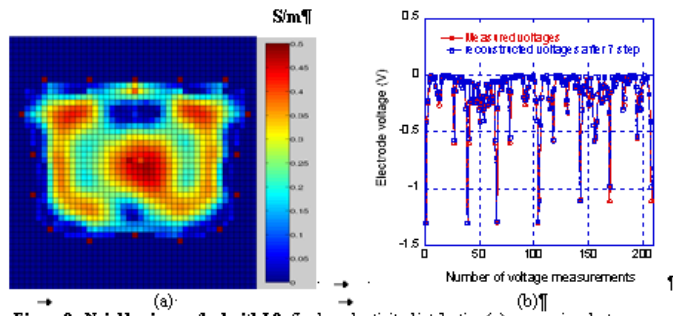 S/m¶
0.5
0.45
0.4
0.35
0.3
0.25
0.2
0.15
0.1
0.05
0
(a)
0.5
0
-0.5
-1
-1.5
Electrode voltage (V)
Measured voltages
reconstructed voltages after 7 step
0 50 100 150 200
Number of voltage measurements ¶
(b)¶